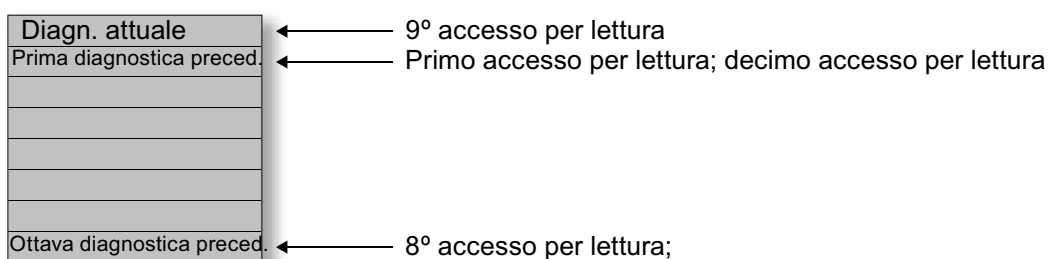 Diagn. attuale
9º accesso per lettura
Prima diagnostica preced.
Primo accesso per lettura; decimo accesso per lettura
Ottava diagnostica preced.
8º accesso per lettura;